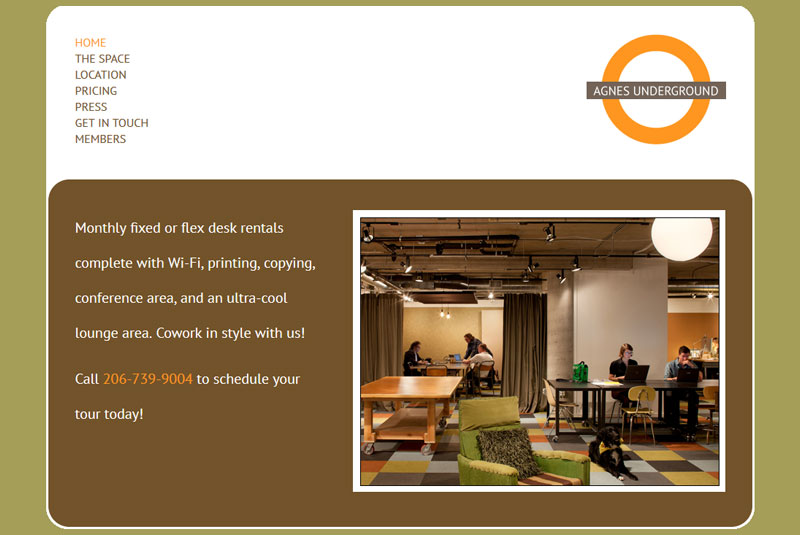 HOME
THE SPACE
LOCATION
PRICING
PRESS
GET IN TOUCH
MEMBERS
AGNES UNDERGROUND
Monthly fixed or flex desk rentals
complete with Wi-Fi, printing, copying,
conference area, and an ultra-cool
lounge area. Cowork in style with us!
Call 206-739-9004 to schedule your
tour today!